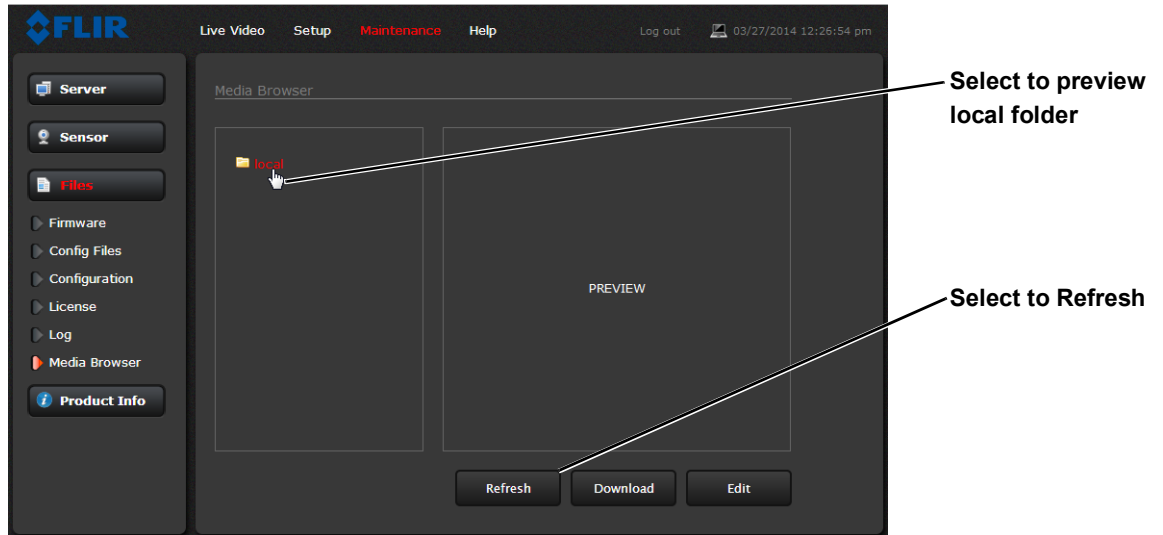 FLIR
Live Video Setup Maintenance Help Log out 03/27/2014 12:26:54 pm
Server
Sensor
Files
Firmware
Config Files
Configuration
License
Log
Media Browser
Product Info
Media Browser
local
PREVIEW
Refresh Download Edit
Select to preview
local folder
Select to Refresh